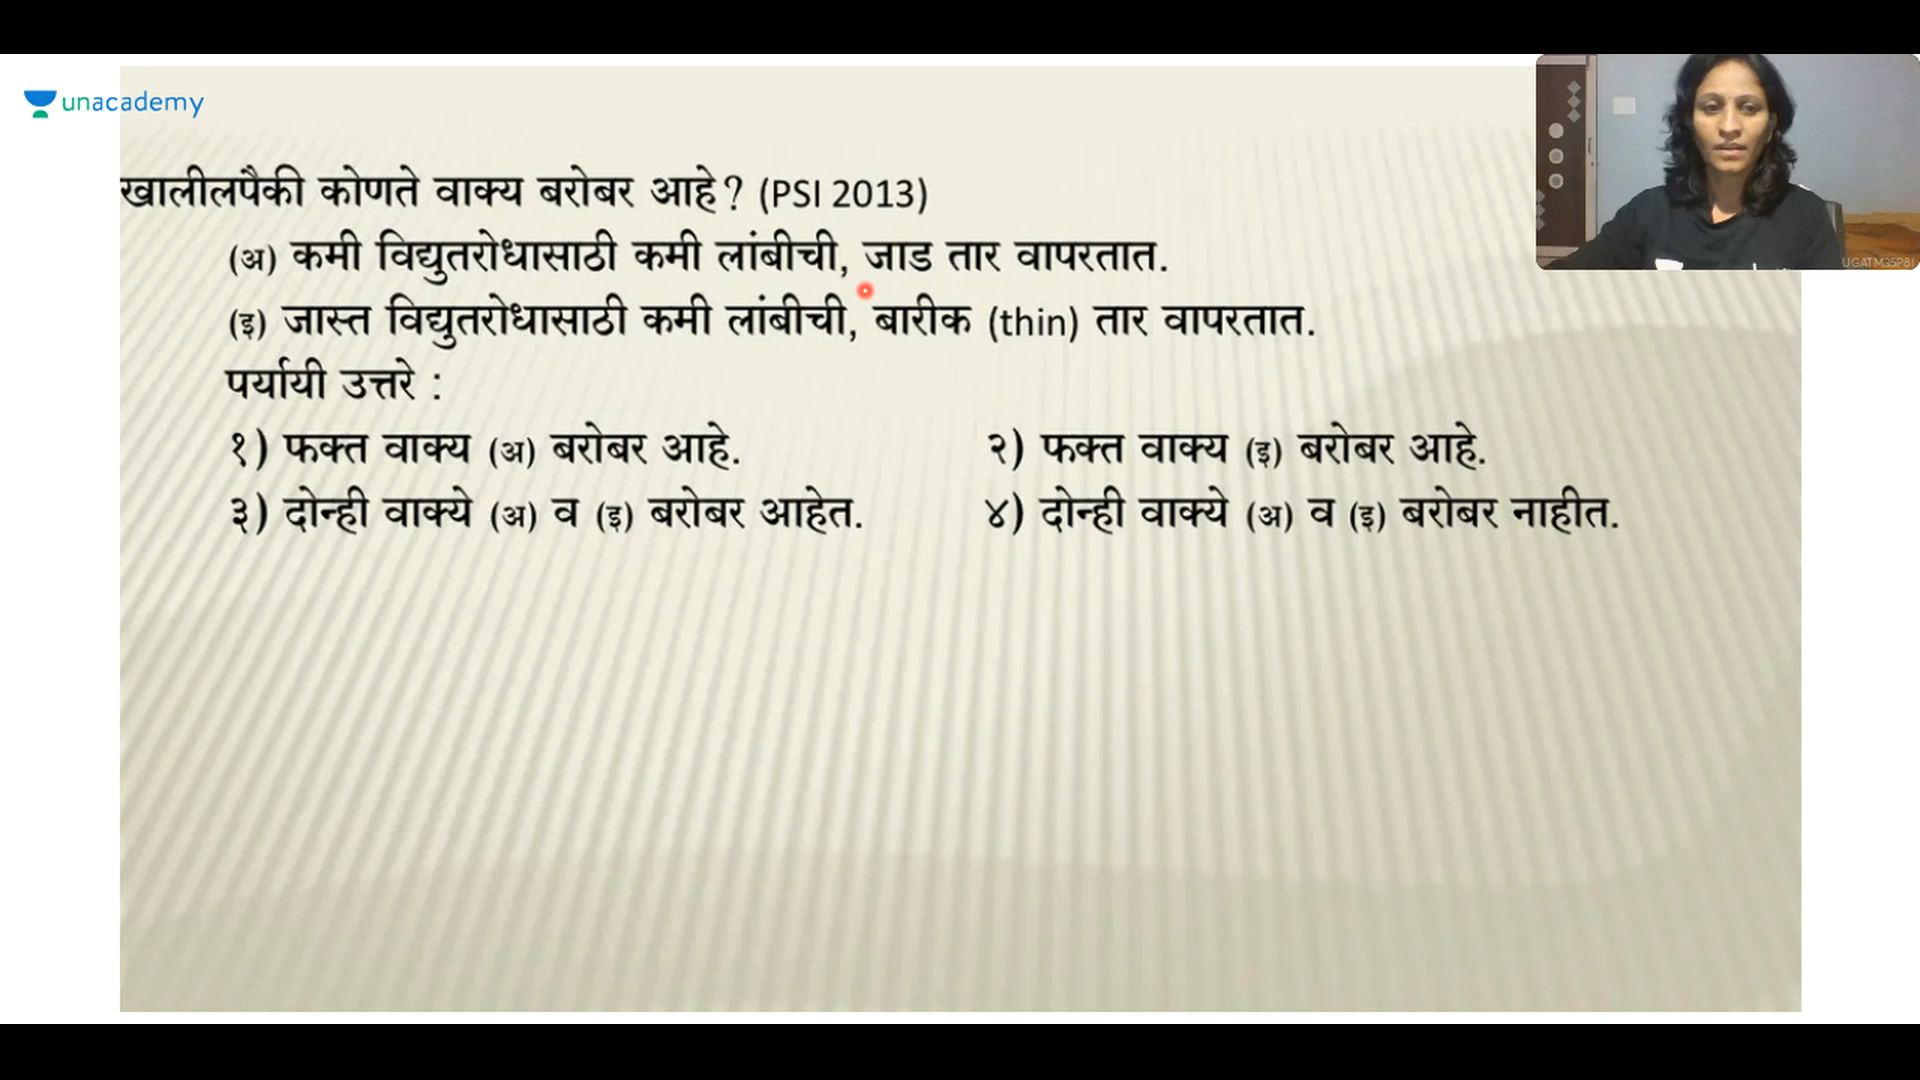 unacademy
खालीलपैकी कोणते वाक्य बरोबर आहे? (PSI 2013)
(अ) कमी विद्युतरोधासाठी कमी लांबीची, जाड तार वापरतात.
(इ) जास्त विद्युतरोधासाठी कमी लांबीची, बारीक (thin) तार वापरतात.
पर्यायी उत्तरे :
१) फक्त वाक्य (अ) बरोबर आहे. २) फक्त वाक्य (इ) बरोबर आहे.
३) दोन्ही वाक्ये (अ) व (इ) बरोबर आहेत. ४) दोन्ही वाक्ये (अ) व (इ) बरोबर नाहीत.
UGATM35P8I